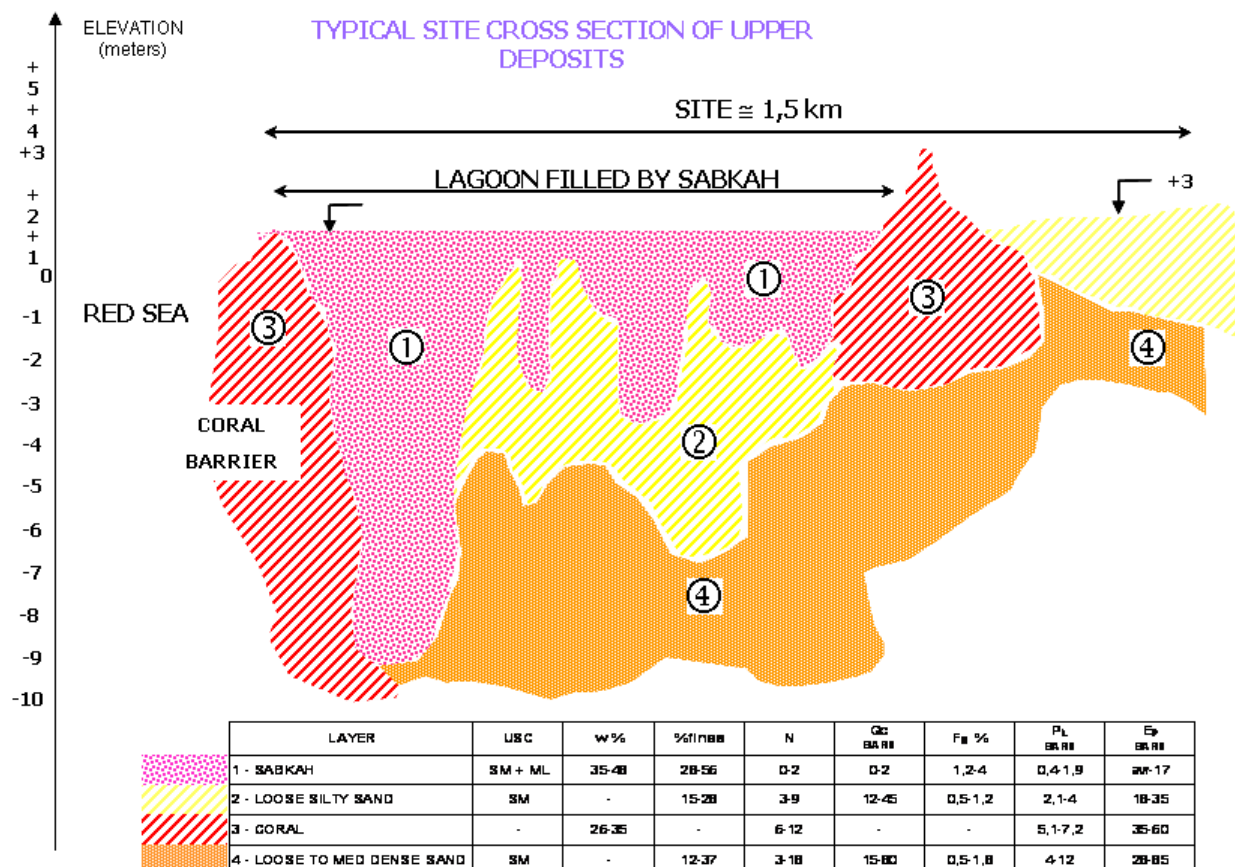 ELEVATION
(meters)
TYPICAL SITE CROSS SECTION OF UPPER
DEPOSITS
+
5
+
4
+3
+
2
+
1
0
-1
-2
-3
-4
-5
-6
-7
-8
-9
-10
SITE ≅ 1,5 km
LAGOON FILLED BY SABKAH
+3
RED SEA
1
1
3
3
2
4
4
CORAL
BARRIER
LAYER USC w% %fines N Qc BARS FR % PL BARS EP BARS
1 - SABKAH SM + ML 35-48 28-56 0-2 0-2 1,2-4 0,4-1,9 -17
2 - LOOSE SILTY SAND SM - 15-28 3-9 12-45 0,5-1,2 2,1-4 18-35
3 - CORAL - 26-35 - 6-12 - - 5,1-7,2 35-60
4 - LOOSE TO MED DENSE SAND SM - 12-37 3-18 15-80 0,5-1,8 4-12 28-85